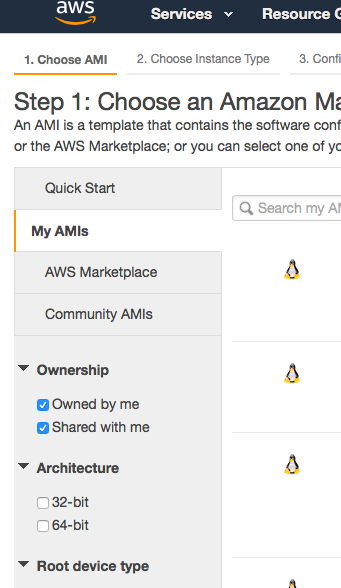 aws
Services
Resource G
1. Choose AMI
2. Choose Instance Type
3. Confi
Step 1: Choose an Amazon Ma
An AMI is a template that contains the software conf
or the AWS Marketplace; or you can select one of yo
Quick Start
My AMIs
AWS Marketplace
Community AMIs
Search my AM
Ownership
Owned by me
Shared with me
Architecture
32-bit
64-bit
Root device type